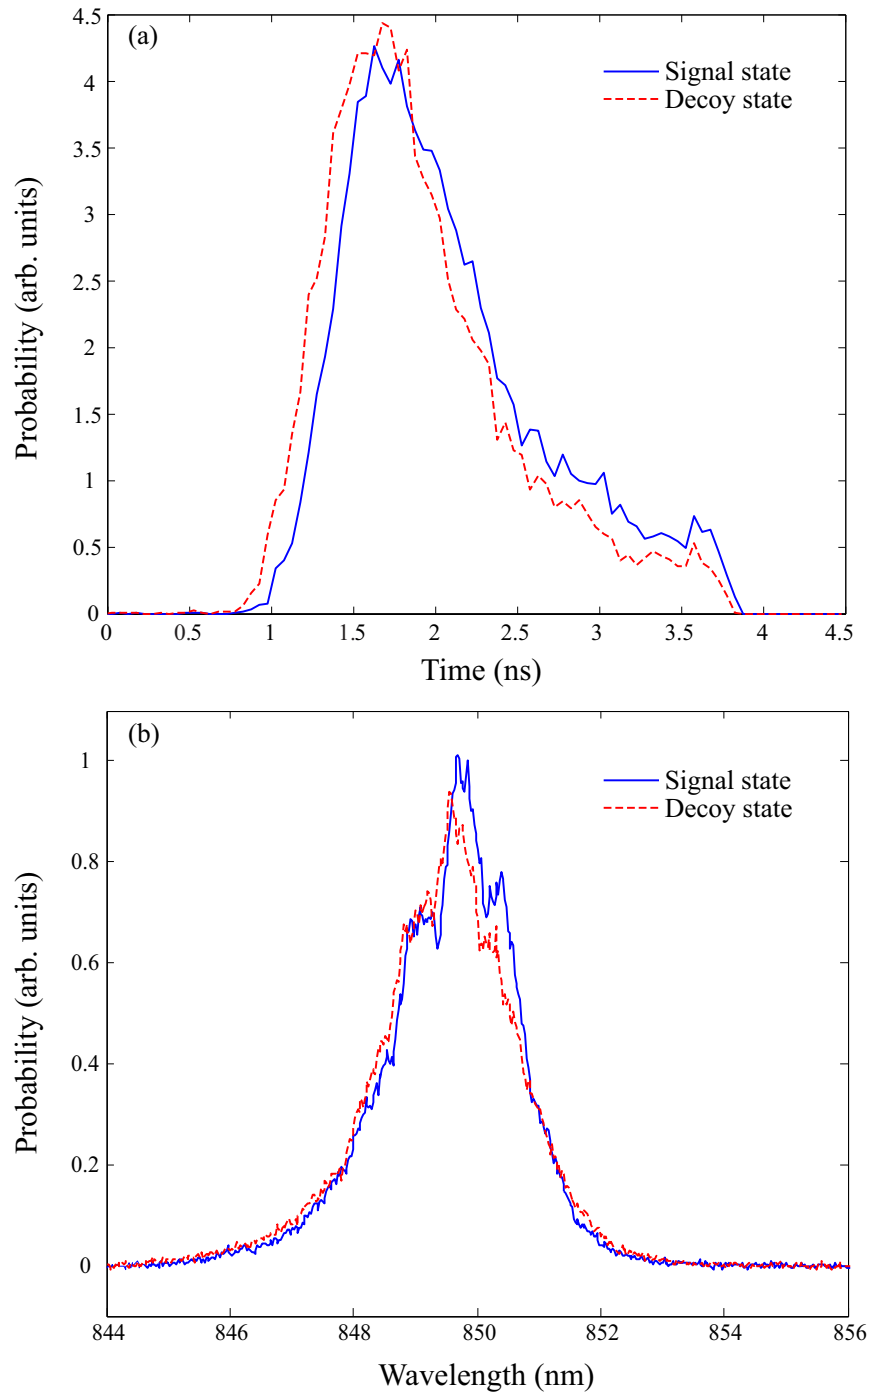 (a)
Signal state
Decoy state
4.5
4
3.5
3
2.5
2
1.5
1
0.5
0
Probability (arb. units)
0 0.5 1 1.5 2 2.5 3 3.5 4 4.5
Time (ns)
(b)
Signal state
Decoy state
1
0.8
0.6
0.4
0.2
0
Probability (arb. units)
844 846 848 850 852 854 856
Wavelength (nm)